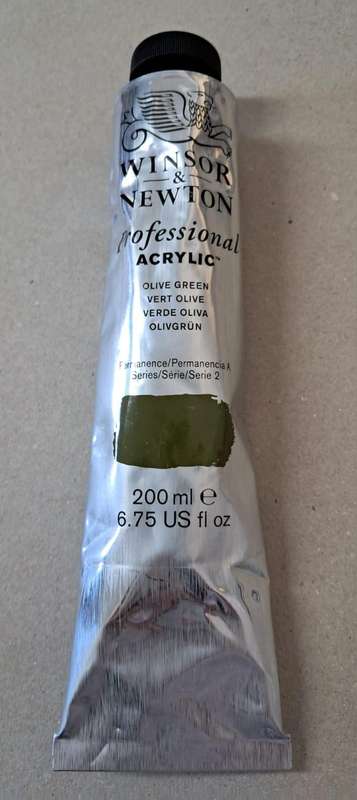 WINSOR
&
NEWTON
Professional
ACRYLIC™
OLIVE GREEN
VERT OLIVE
VERDE OLIVA
OLIVGRÜN
Permanence/Permanencia A
Series/Série/Serie 2
200 ml ℮
6.75 US fl oz